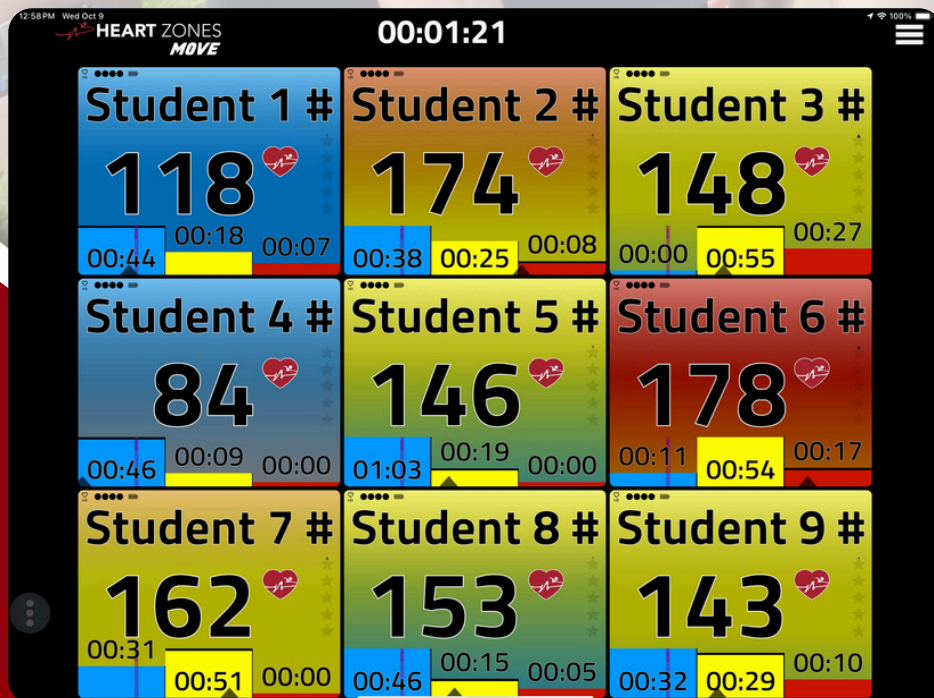 12:58 PM Wed Oct 9
100%
HEART ZONES
MOVE
00:01:21
Student 1 #
118
00:44 00:18 00:07
Student 2 #
174
00:38 00:25 00:08
Student 3 #
148
00:00 00:55 00:27
Student 4 #
84
00:46 00:09 00:00
Student 5 #
146
01:03 00:19 00:00
Student 6 #
178
00:11 00:54 00:17
Student 7 #
162
00:31 00:51 00:00
Student 8 #
153
00:46 00:15 00:05
Student 9 #
143
00:32 00:29 00:10